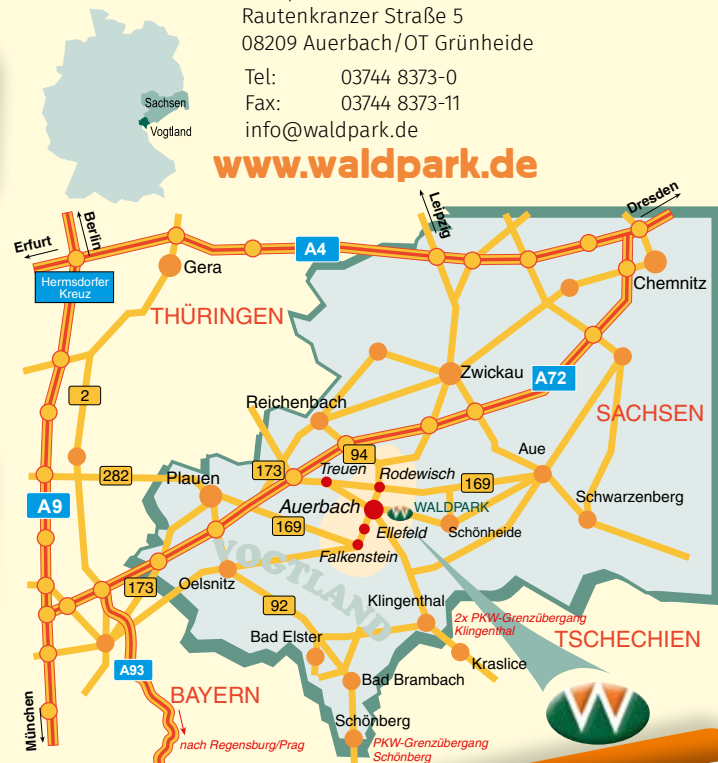 Rautenkranzer Straße 5
08209 Auerbach/OT Grünheide
Tel: 03744 8373-0
Fax: 03744 8373-11
info@waldpark.de
www.waldpark.de
Sachsen
Vogtland
Erfurt
Berlin
Leipzig
Dresden
A4
Hermsdorfer
Kreuz
Gera
Chemnitz
THÜRINGEN
Zwickau
A72
2
Reichenbach
SACHSEN
94
Aue
173
Treuen
Rodewisch
282
Plauen
169
Schwarzenberg
A9
Auerbach
WALDPARK
169
Ellefeld
Schönheide
Falkenstein
VOGTLAND
173
Oelsnitz
92
Klingenthal
2x PKW-Grenzübergang
Klingenthal
Bad Elster
TSCHECHIEN
A93
Kraslice
BAYERN
Bad Brambach
München
Schönberg
nach Regensburg/Prag
PKW-Grenzübergang
Schönberg
W